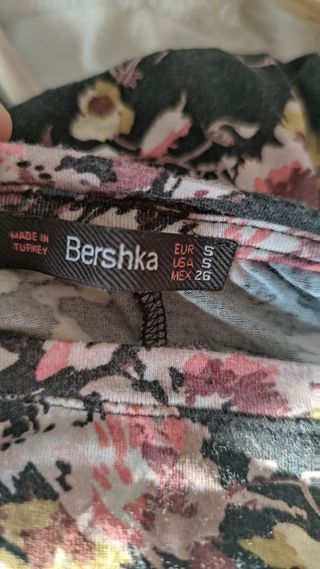 MADE IN
TURKEY
Bershka
EUR S
USA S
MEX 26